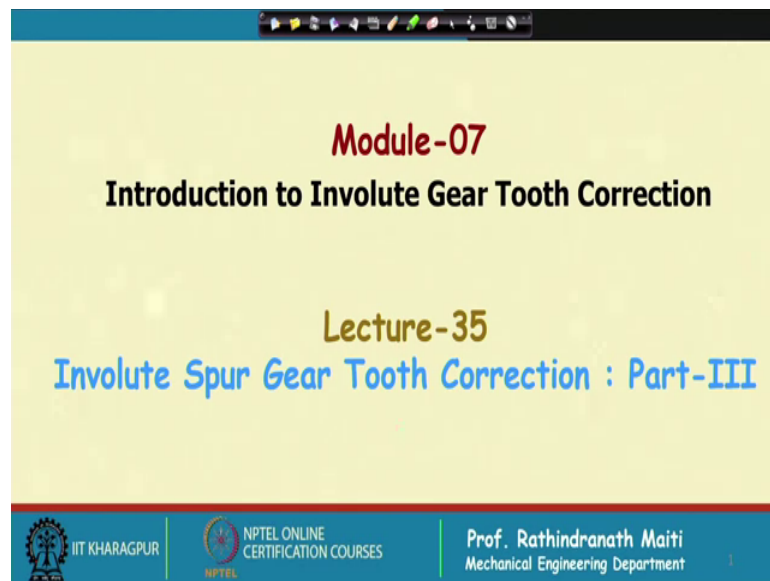 Module-07
Introduction to Involute Gear Tooth Correction
Lecture-35
Involute Spur Gear Tooth Correction : Part-III
IIT KHARAGPUR
NPTEL
NPTEL ONLINE
CERTIFICATION COURSES
Prof. Rathindranath Maiti
Mechanical Engineering Department
1